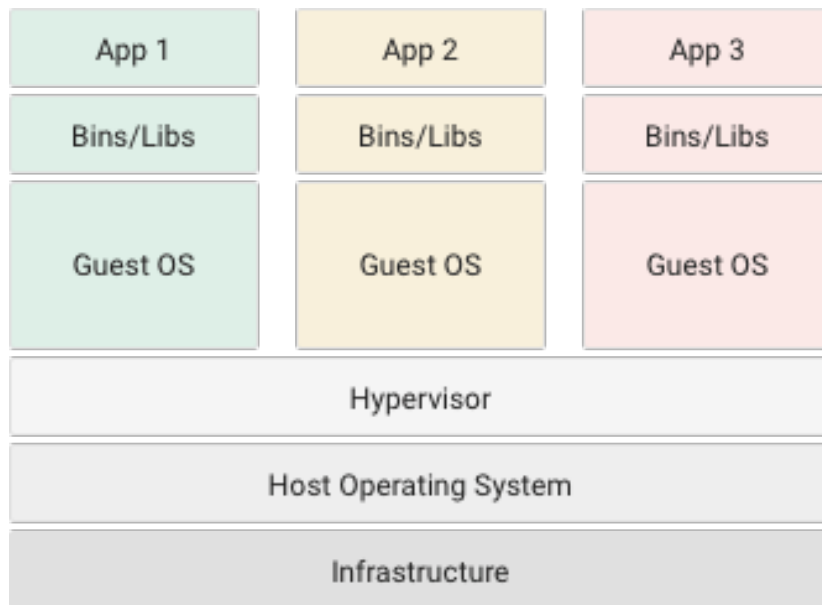 App 1
App 2
App 3
Bins/Libs
Bins/Libs
Bins/Libs
Guest OS
Guest OS
Guest OS
Hypervisor
Host Operating System
Infrastructure